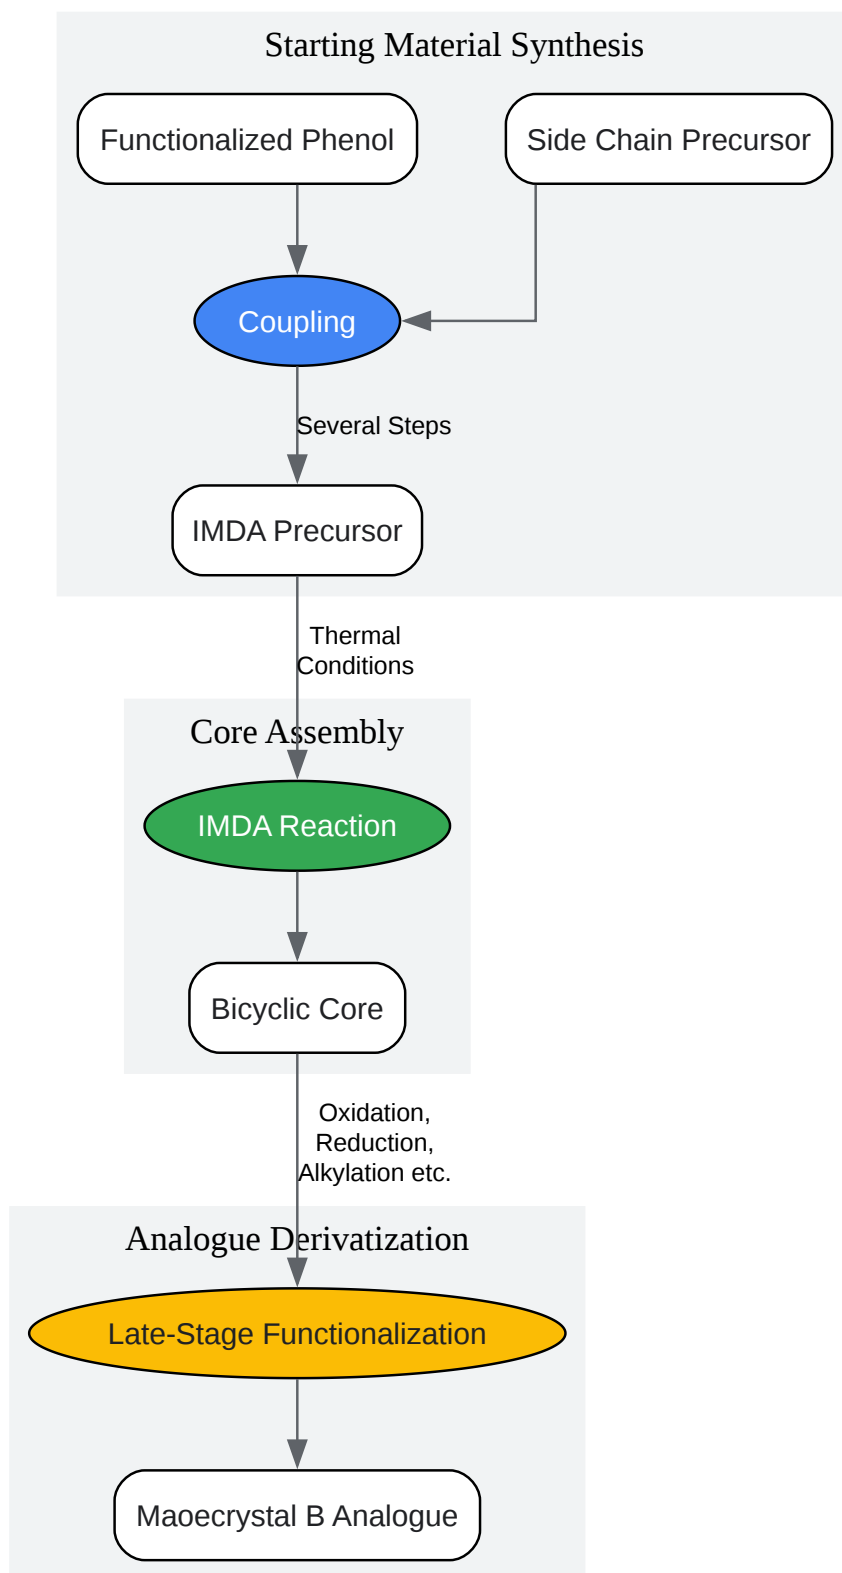 Starting Material Synthesis
Functionalized Phenol
Side Chain Precursor
Coupling
Several Steps
IMDA Precursor
Thermal
Conditions
Core Assembly
IMDA Reaction
Bicyclic Core
Oxidation,
Reduction,
Alkylation etc.
Analogue Derivatization
Late-Stage Functionalization
Maoecrystal B Analogue